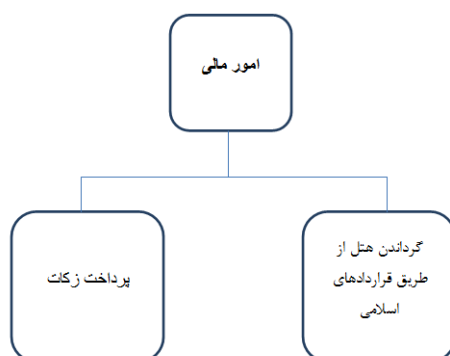 امور مالی
گرداندن هتل از
طریق قراردادهای
اسلامی
پرداخت زکات